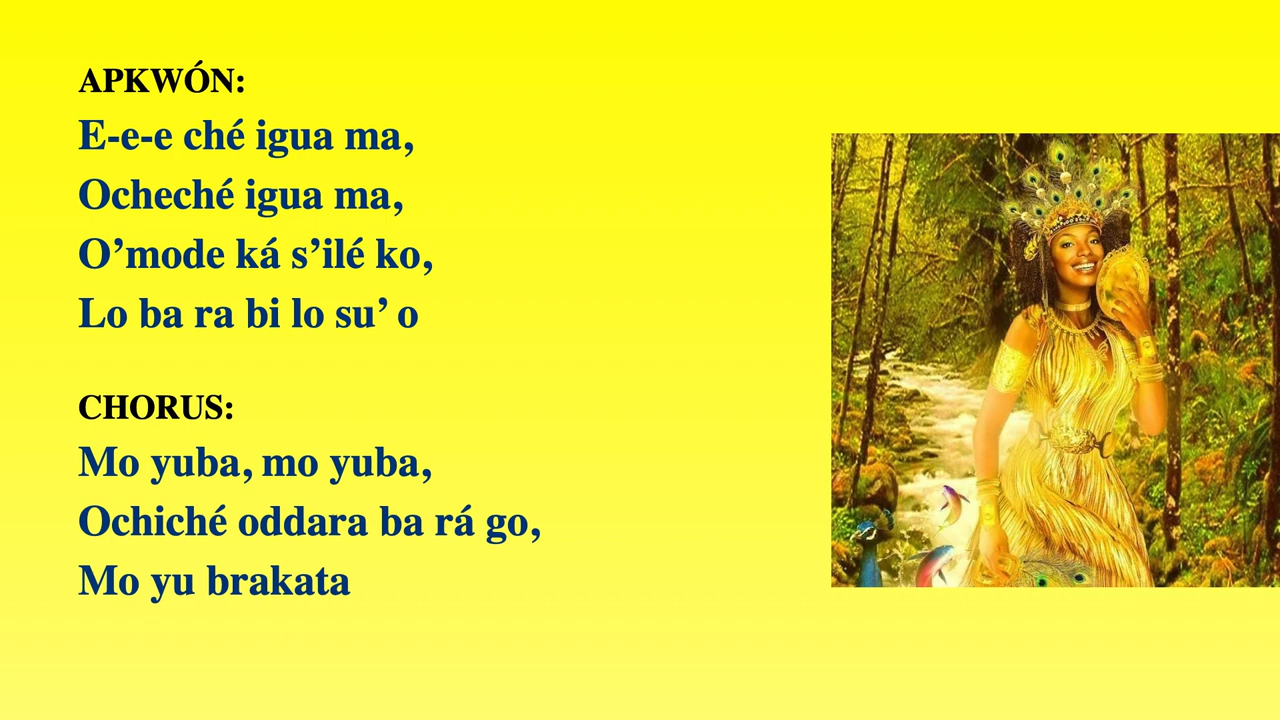 APKWÓN:
E-e-e ché igua ma,
Ocheché igua ma,
O’mode ká s’ilé ko,
Lo ba ra bi lo su’ o
CHORUS:
Mo yuba, mo yuba,
Ochiché oddara ba rá go,
Mo yu brakata